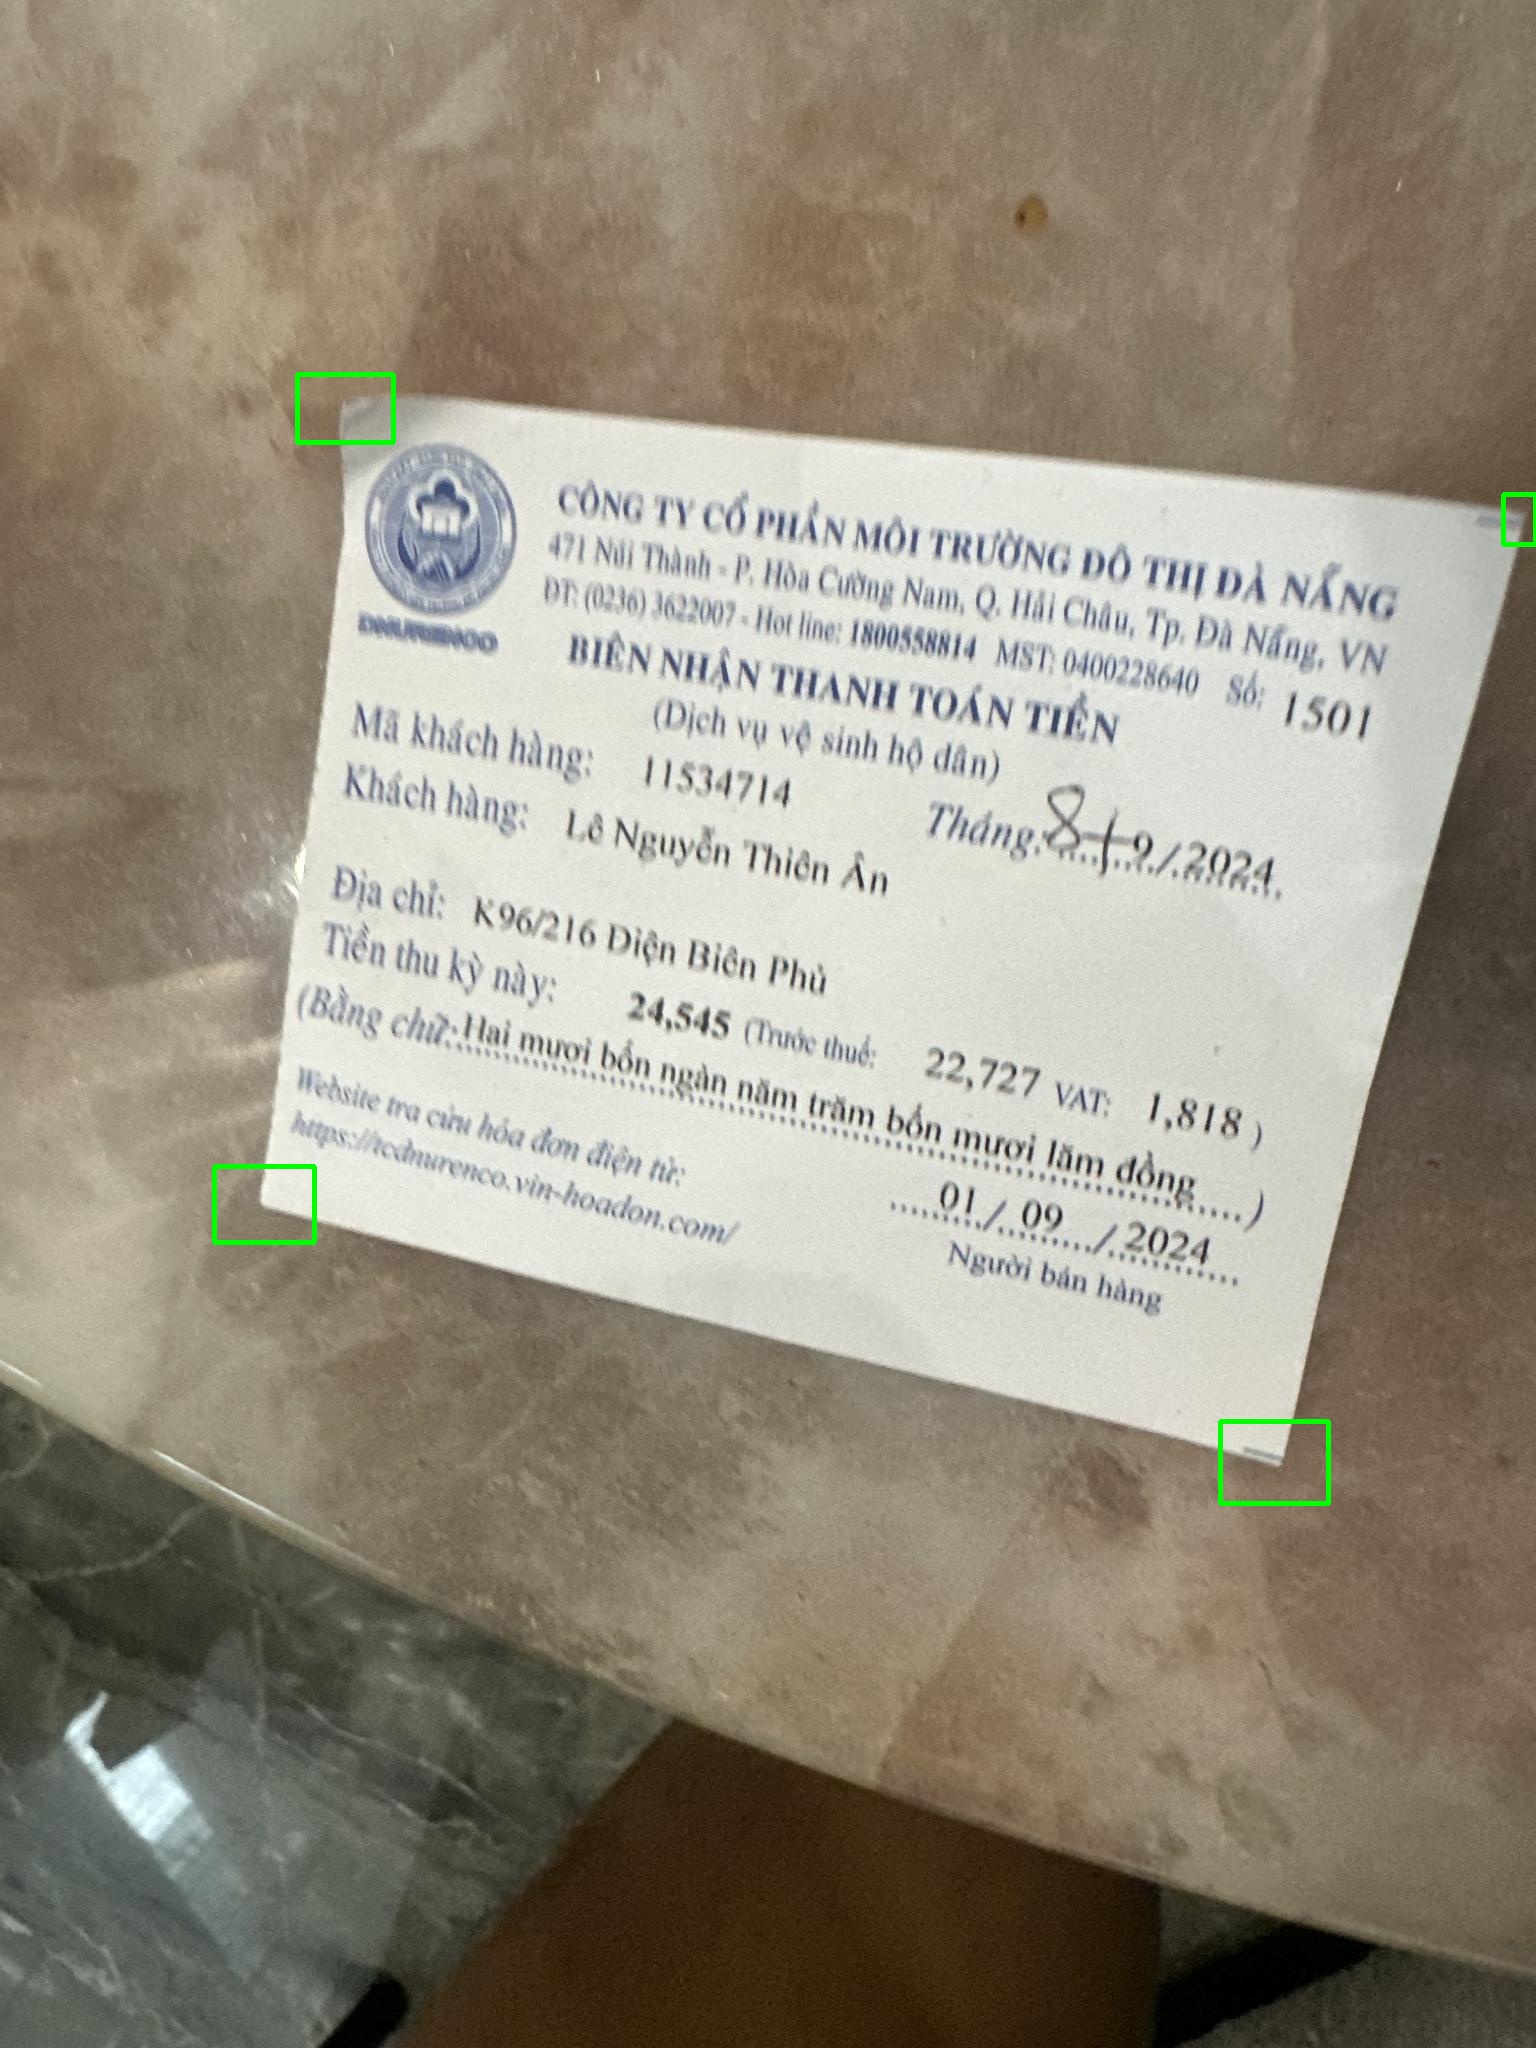 DNURENCO
CÔNG TY CỔ PHẦN MÔI TRƯỜNG ĐÔ THỊ ĐÀ NẴNG
471 Núi Thành - P. Hòa Cường Nam, Q. Hải Châu, Tp. Đà Nẵng, VN
ĐT: (0236) 3622007 - Hot line: 1800558814 MST: 0400228640 Số: 1501
BIÊN NHẬN THANH TOÁN TIỀN
(Dịch vụ vệ sinh hộ dân)
Mã khách hàng: 11534714
Tháng: 8+9/2024
Khách hàng: Lê Nguyễn Thiên Ân
Địa chỉ: K96/216 Điện Biên Phủ
Tiền thu kỳ này: 24,545 (Trước thuế: 22,727 VAT: 1,818 )
(Bằng chữ: Hai mươi bốn ngàn năm trăm bốn mươi lăm đồng.....)
Website tra cứu hóa đơn điện tử:
https://tcdnurenco.vin-hoadon.com/
01 / 09 / 2024
Người bán hàng